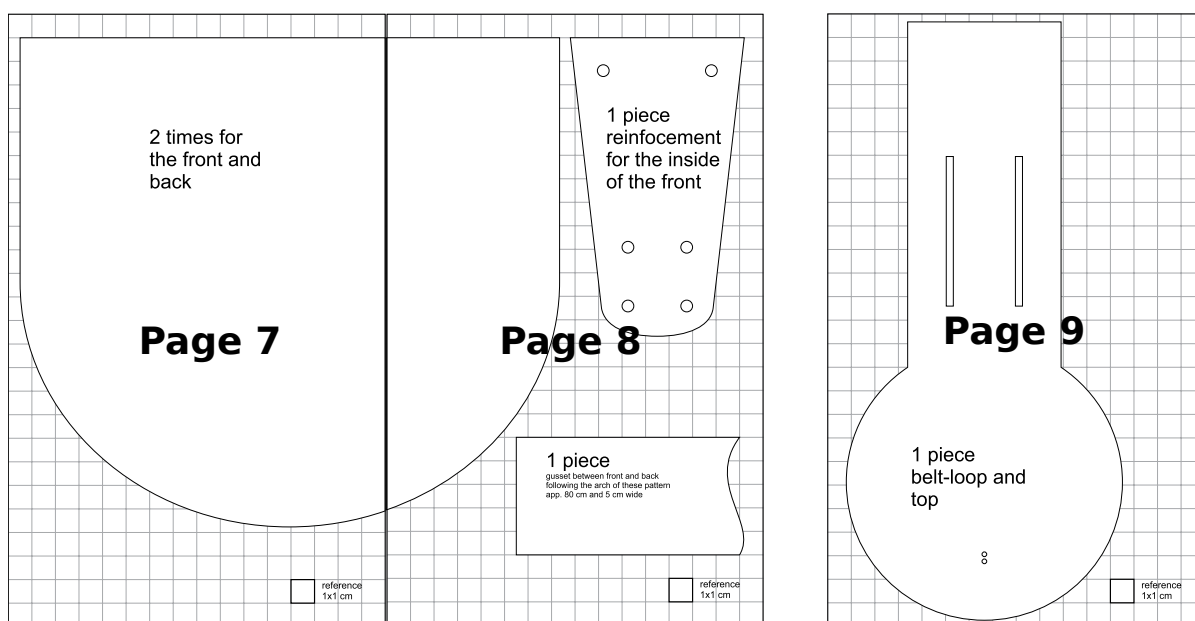 2 times for
the front and
back
Page 7
reference
1x1 cm
1 piece
reinfocement
for the inside
of the front
Page 8
1 piece
gusset between front and back
following the arch of these pattern
app. 80 cm and 5 cm wide
reference
1x1 cm
Page 9
1 piece
belt-loop and
top
reference
1x1 cm